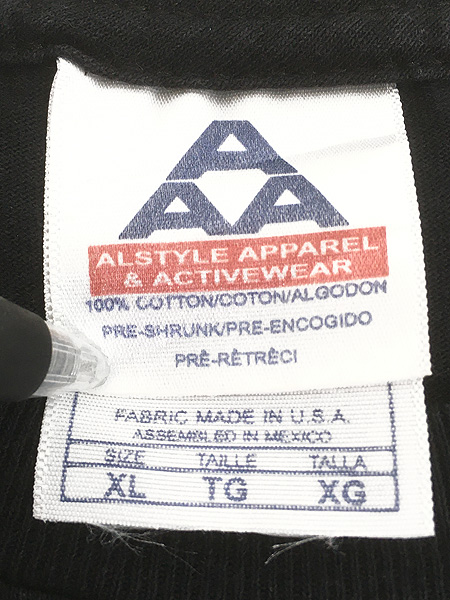 A
AA
ALSTYLE APPAREL
& ACTIVEWEAR
100% COTTON/COTON/ALGODON
PRE-SHRUNK/PRE-ENCOGIDO
PRÉ-RÉTRÉCI
FABRIC MADE IN U.S.A.
ASSEMBLED IN MEXICO
SIZE TAILLE TALLA
XL TG XG